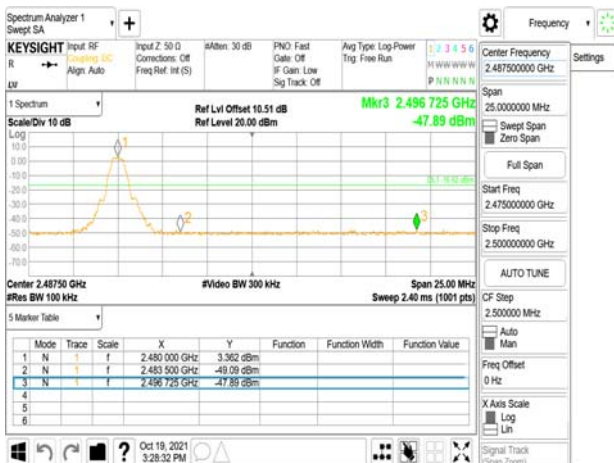 Spectrum Analyzer 1
Swept SA
+
Frequency
KEYSIGHT
R
LXI
Input: RF
Coupling: DC
Align: Auto
Input Z: 50 Ω
Corrections: Off
Freq Ref: Int (S)
#Atten: 30 dB
PNO: Fast
Gate: Off
IF Gain: Low
Sig Track: Off
Avg Type: Log-Power
Trig: Free Run
1 2 3 4 5 6
M W W W W W
P N N N N N
1 Spectrum
Scale/Div 10 dB
Ref Lvl Offset 10.51 dB
Ref Level 20.00 dBm
Mkr3 2.496 725 GHz
-47.89 dBm
Log
10.0
0.00
-10.0
-20.0
-30.0
-40.0
-50.0
-60.0
-70.0
1
2
3
Center 2.48750 GHz
#Res BW 100 kHz
#Video BW 300 kHz
Span 25.00 MHz
Sweep 2.40 ms (1001 pts)
5 Marker Table
Mode Trace Scale X Y Function Function Width Function Value
1 N 1 f 2.480 000 GHz 3.362 dBm
2 N 1 f 2.483 500 GHz -49.09 dBm
3 N 1 f 2.496 725 GHz -47.89 dBm
4
5
6
?
Oct 19, 2021
3:28:32 PM
Center Frequency
2.487500000 GHz
Settings
Span
25.0000000 MHz
Swept Span
Zero Span
Full Span
Start Freq
2.475000000 GHz
Stop Freq
2.500000000 GHz
AUTO TUNE
CF Step
2.500000 MHz
Auto
Man
Freq Offset
0 Hz
X Axis Scale
Log
Lin
Signal Track
(Span Zoom)